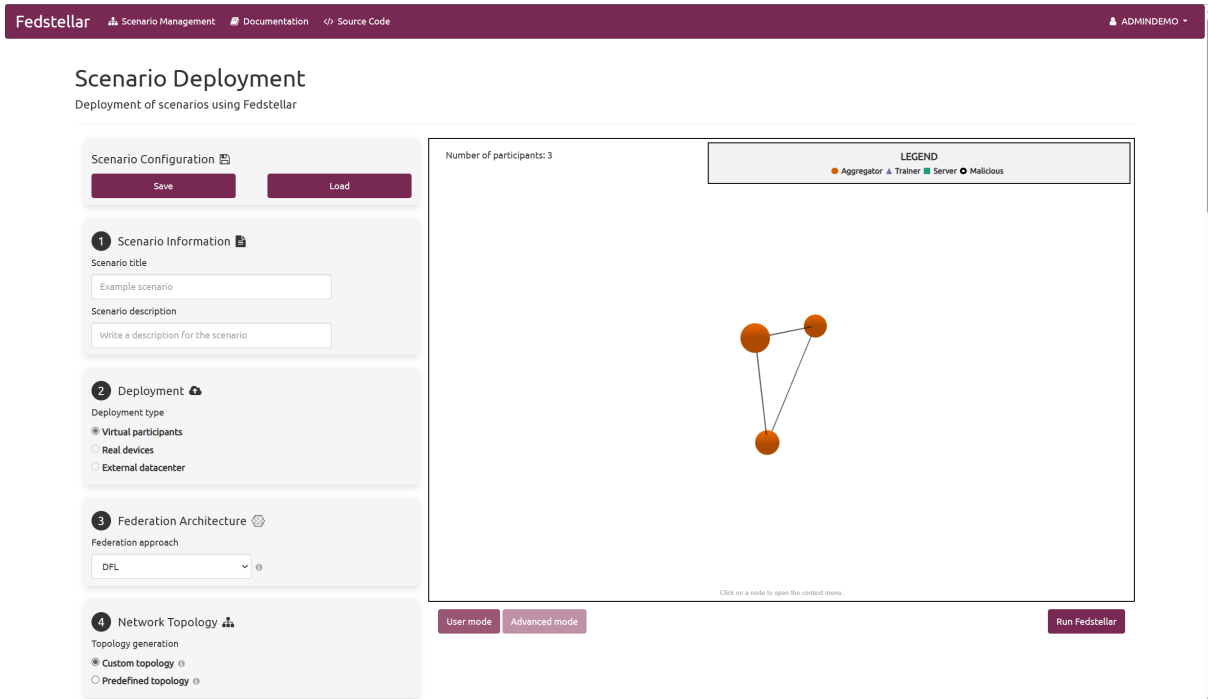 Fedstellar Scenario Management Documentation </> Source Code ADMINDEMO
Scenario Deployment
Deployment of scenarios using Fedstellar
Scenario Configuration
Save Load
1 Scenario Information
Scenario title
Example scenario
Scenario description
Write a description for the scenario
2 Deployment
Deployment type
Virtual participants
Real devices
External datacenter
3 Federation Architecture
Federation approach
DFL
4 Network Topology
Topology generation
Custom topology
Predefined topology
Number of participants: 3
LEGEND
Aggregator Trainer Server Malicious
Click on a node to open the context menu
User mode Advanced mode Run Fedstellar